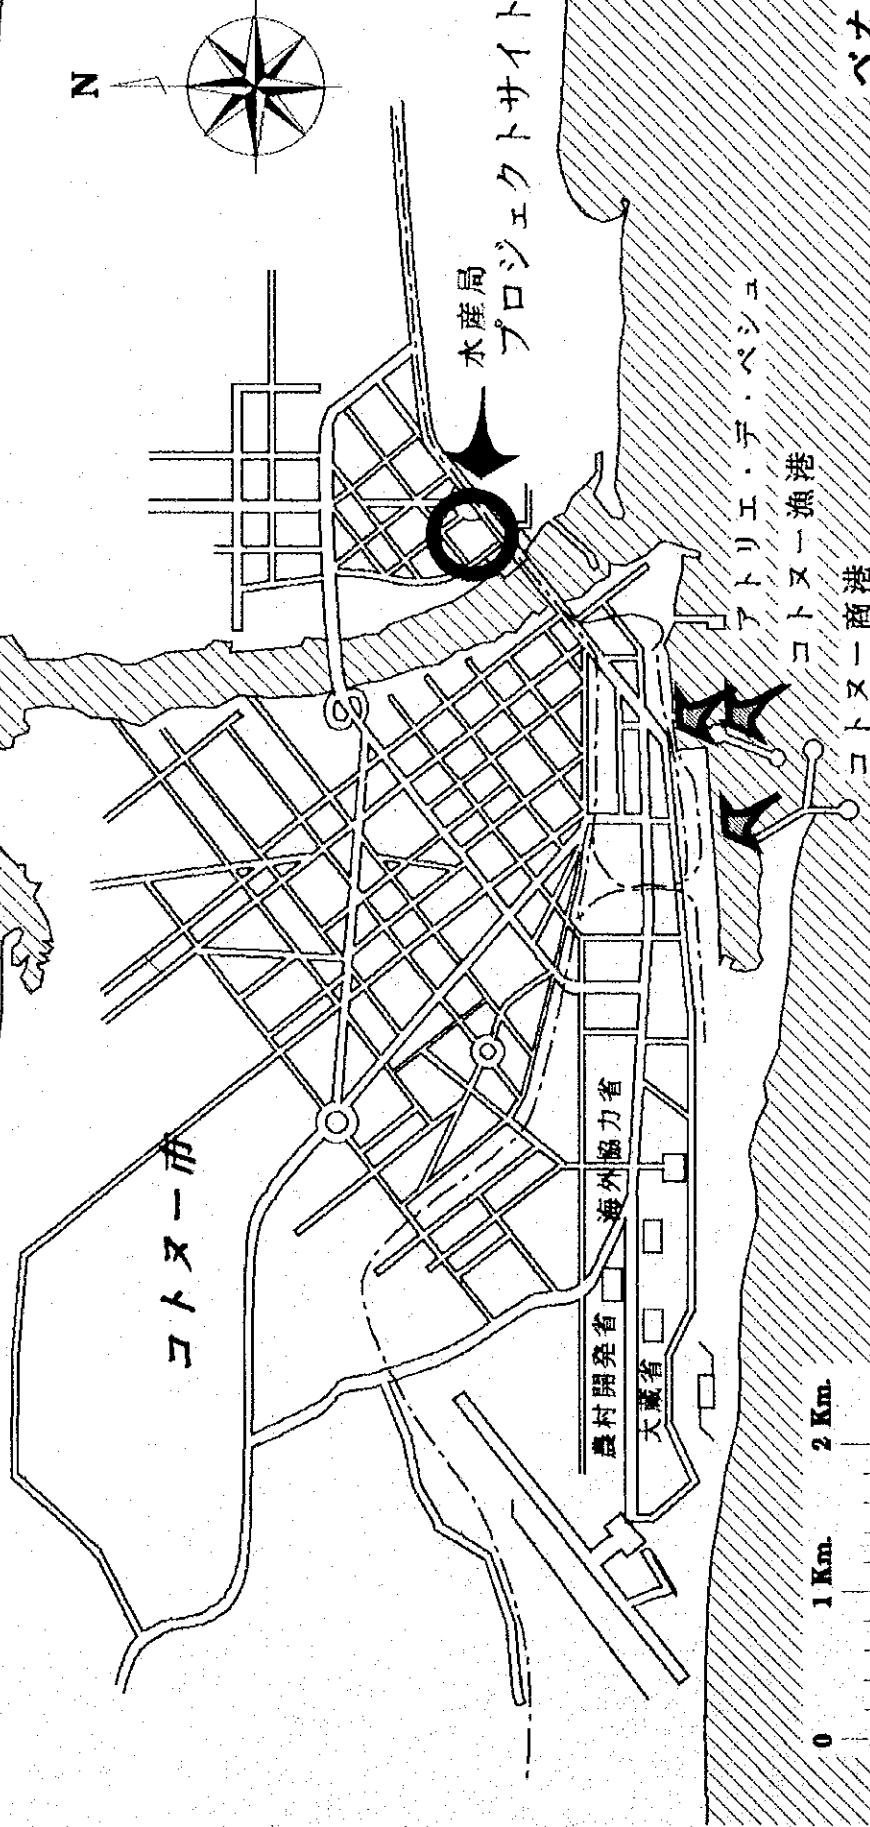 N
コトヌー市
水産局
プロジェクトサイト
海外協力省
農村開発省
大蔵省
アトリエ・デ・ペシュ
コトヌー漁港
コトヌー商港
0 1 Km. 2 Km.
ベナ